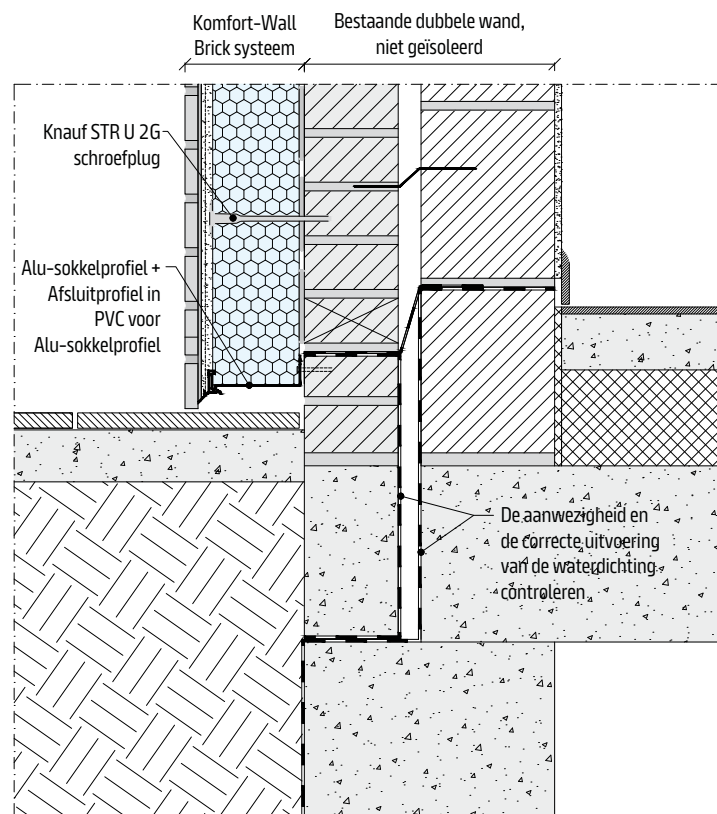 Komfort-Wall
Brick systeem
Bestaande dubbele wand,
niet geïsoleerd
Knauf STR U 2G
schroefplug
Alu-sokkelprofiel +
Afsluitprofiel in
PVC voor
Alu-sokkelprofiel
De aanwezigheid en
de correcte uitvoering
van de waterdichting
controleren